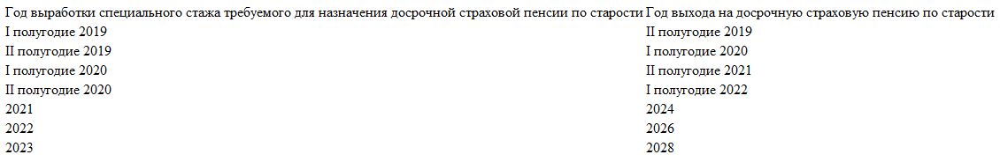 Год выработки специального стажа требуемого для назначения досрочной страховой пенсии по старости Год выхода на досрочную страховую пенсию по старости
I полугодие 2019 II полугодие 2019
II полугодие 2019 I полугодие 2020
I полугодие 2020 II полугодие 2021
II полугодие 2020 I полугодие 2022
2021 2024
2022 2026
2023 2028